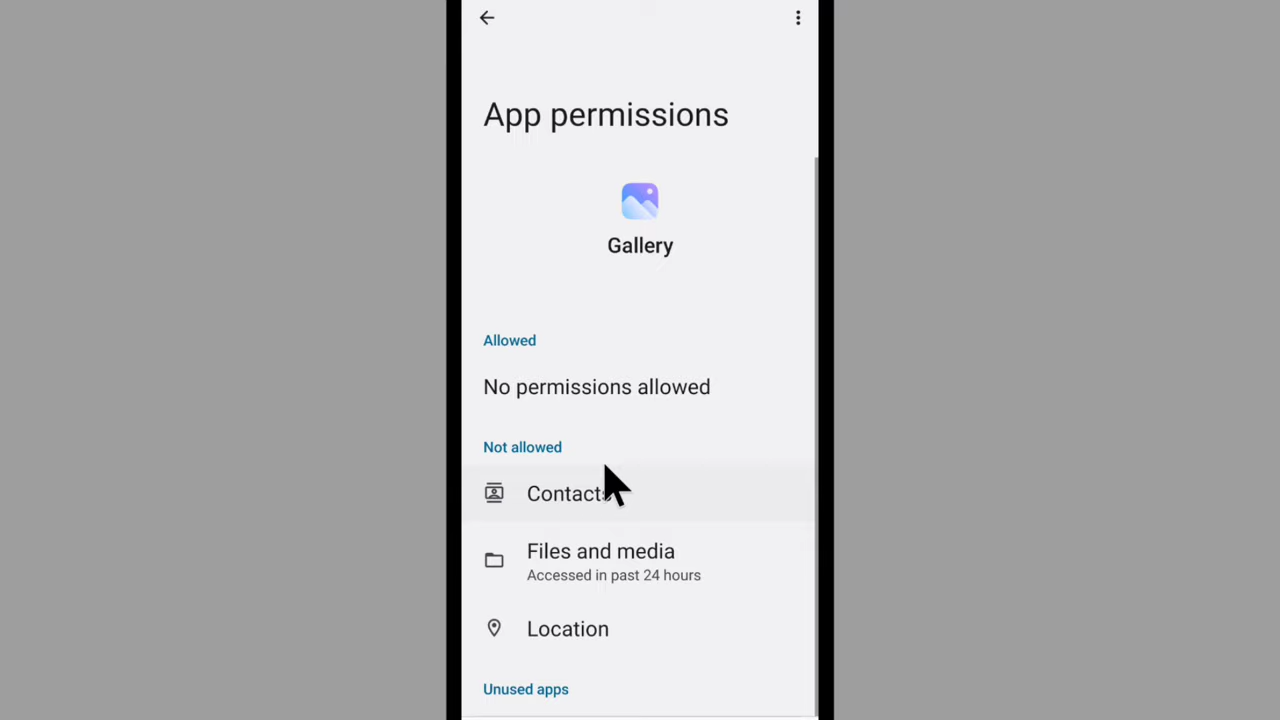 App permissions
Gallery
Allowed
No permissions allowed
Not allowed
Contacts
Files and media
Accessed in past 24 hours
Location
Unused apps